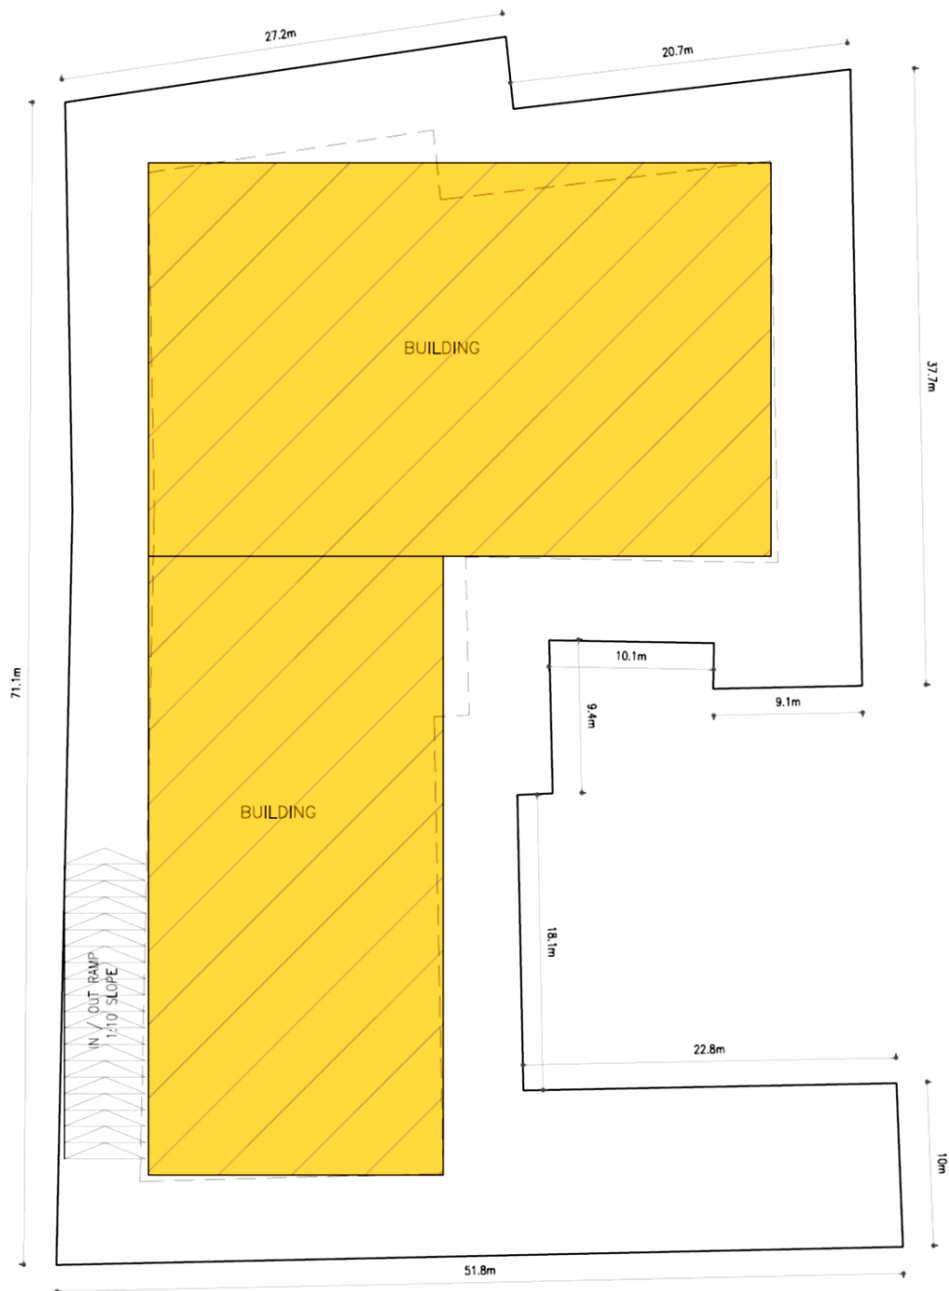 27.2m
20.7m
BUILDING
37.7m
71.1m
10.1m
9.4m
9.1m
BUILDING
18.1m
IN / OUT RAMP
1:10 SLOPE
22.8m
10m
51.8m